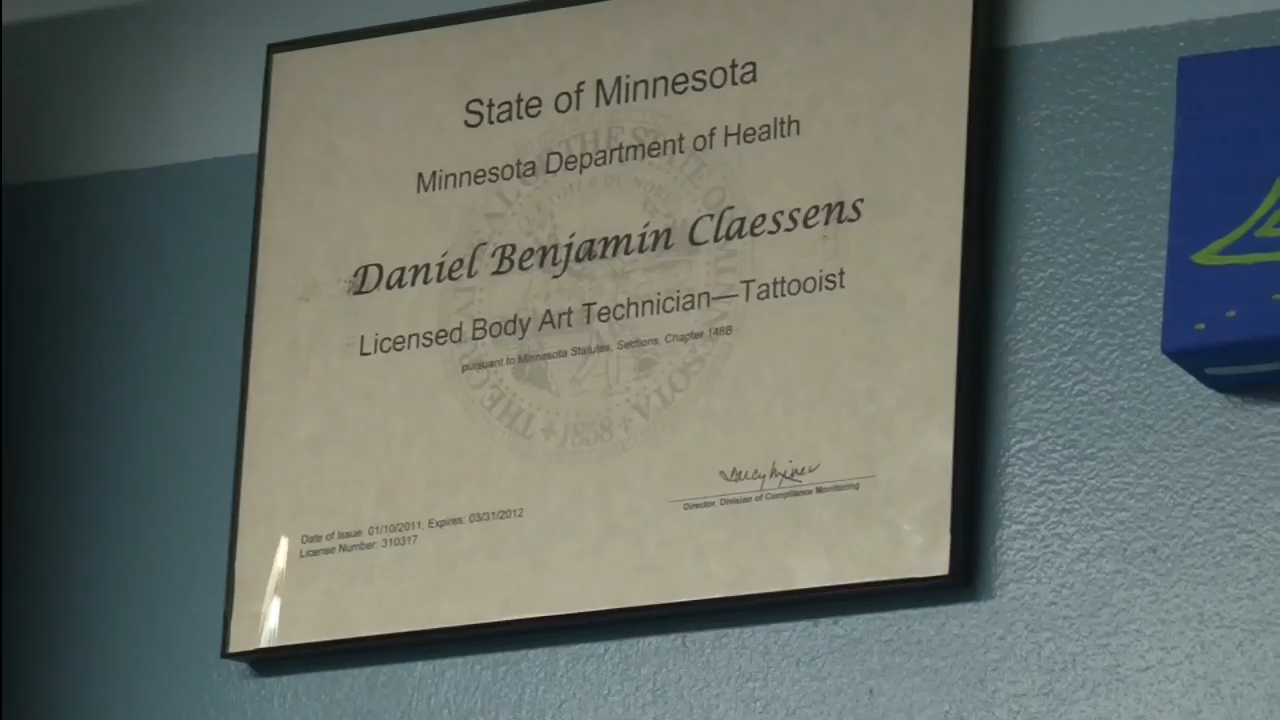 State of Minnesota
Minnesota Department of Health
Daniel Benjamin Claessens
Licensed Body Art Technician—Tattooist
pursuant to Minnesota Statutes, Sections, Chapter 146B
Director, Division of Compliance Monitoring
Date of Issue: 01/10/2011, Expires: 03/31/2012
License Number: 310317
1858